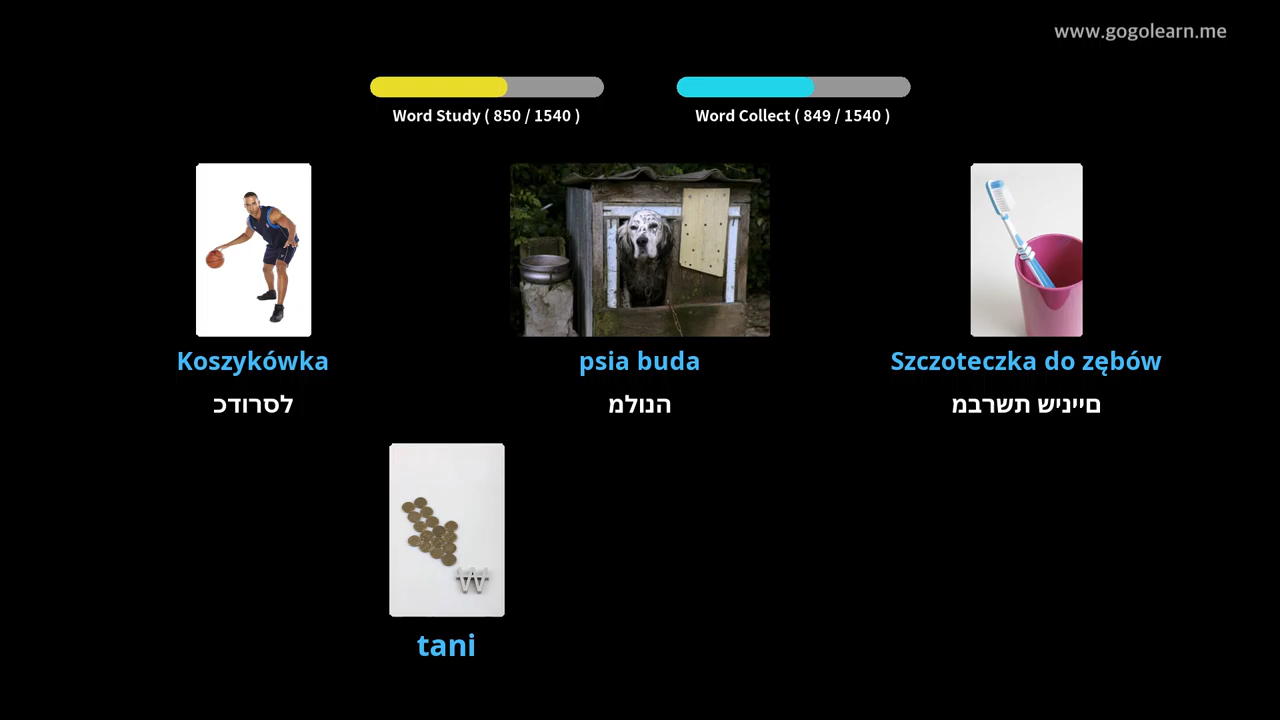 www.gogolearn.me
Word Study ( 850 / 1540 )
Word Collect ( 849 / 1540 )
Koszykówka
לסרודכ
psia buda
הנולמ
Szczoteczka do zębów
םייניש תשרבמ
tani